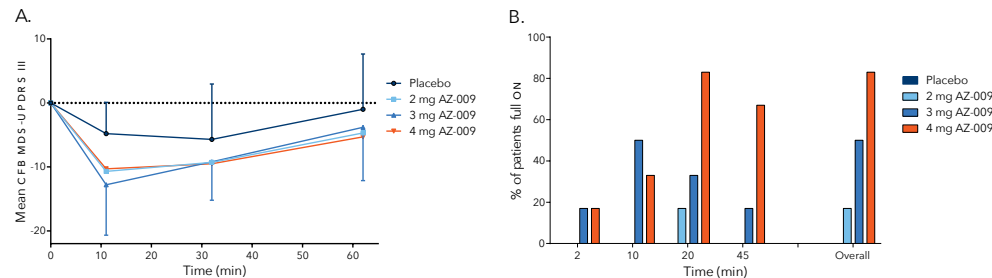 A.
Mean CFB MDS-UPDRS III
10
0
-10
-20
0
10
20
30
40
50
60
Time (min)
Placebo
2 mg AZ-009
3 mg AZ-009
4 mg AZ-009
B.
% of patients full ON
100
80
60
40
20
0
2
10
20
45
Overall
Time (min)
Placebo
2 mg AZ-009
3 mg AZ-009
4 mg AZ-009